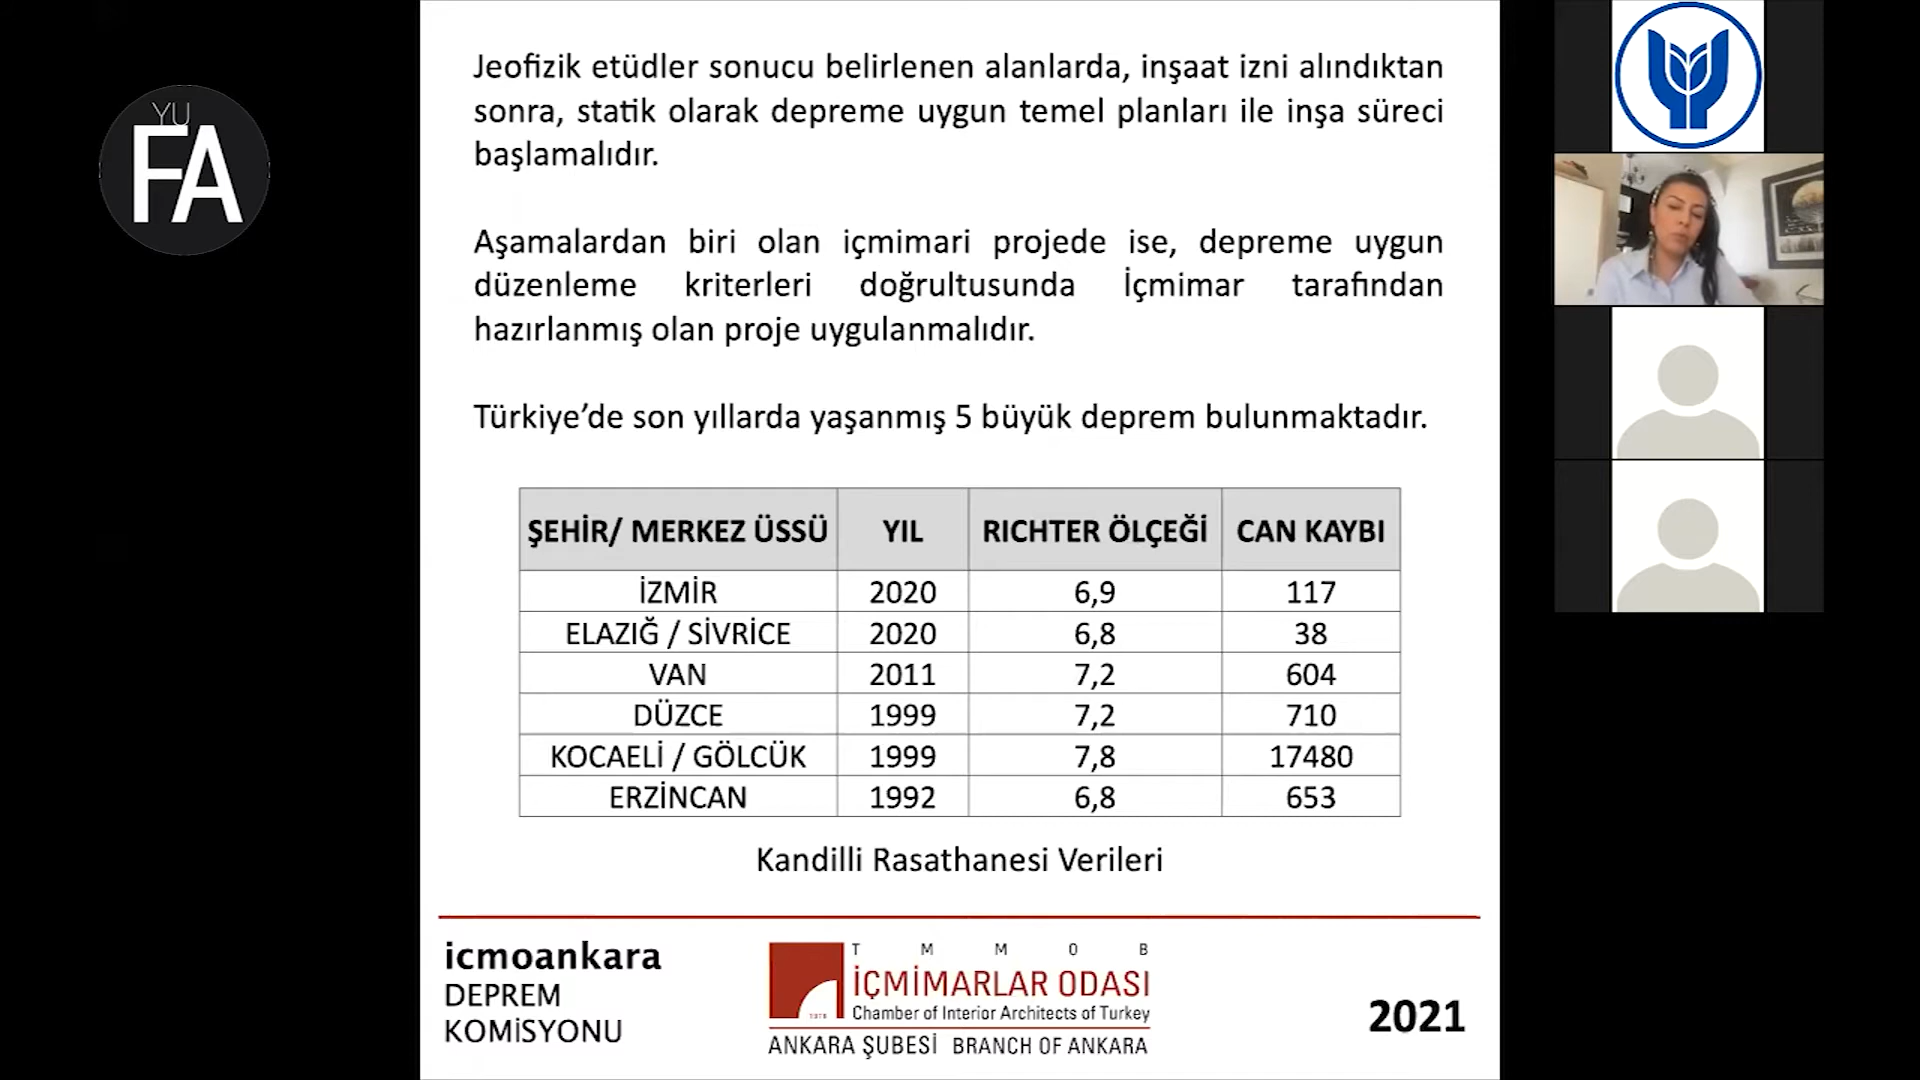 YU
FA
Jeofizik etüdler sonucu belirlenen alanlarda, inşaat izni alındıktan
sonra, statik olarak depreme uygun temel planları ile inşa süreci
başlamalıdır.
Aşamalardan biri olan içmimari projede ise, depreme uygun
düzenleme kriterleri doğrultusunda İçmimar tarafından
hazırlanmış olan proje uygulanmalıdır.
Türkiye’de son yıllarda yaşanmış 5 büyük deprem bulunmaktadır.
ŞEHİR/ MERKEZ ÜSSÜ YIL RICHTER ÖLÇEĞİ CAN KAYBI
İZMİR 2020 6,9 117
ELAZIĞ / SİVRİCE 2020 6,8 38
VAN 2011 7,2 604
DÜZCE 1999 7,2 710
KOCAELİ / GÖLCÜK 1999 7,8 17480
ERZİNCAN 1992 6,8 653
Kandilli Rasathanesi Verileri
icmoankara
DEPREM
KOMİSYONU
TMMOB
İÇMİMARLAR ODASI
1976
Chamber of Interior Architects of Turkey
ANKARA ŞUBESİ BRANCH OF ANKARA
2021